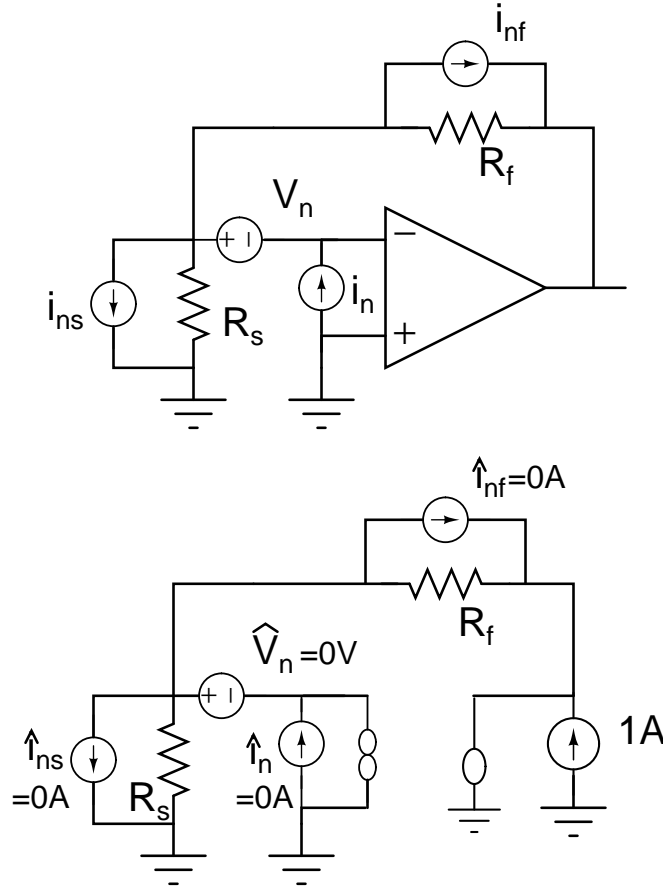 i_nf
R_f
V_n
−
+ −
i_ns
i_n
R_s
+
î_nf=0A
R_f
V̂_n=0V
+ −
î_ns
=0A
R_s
î_n
=0A
1A